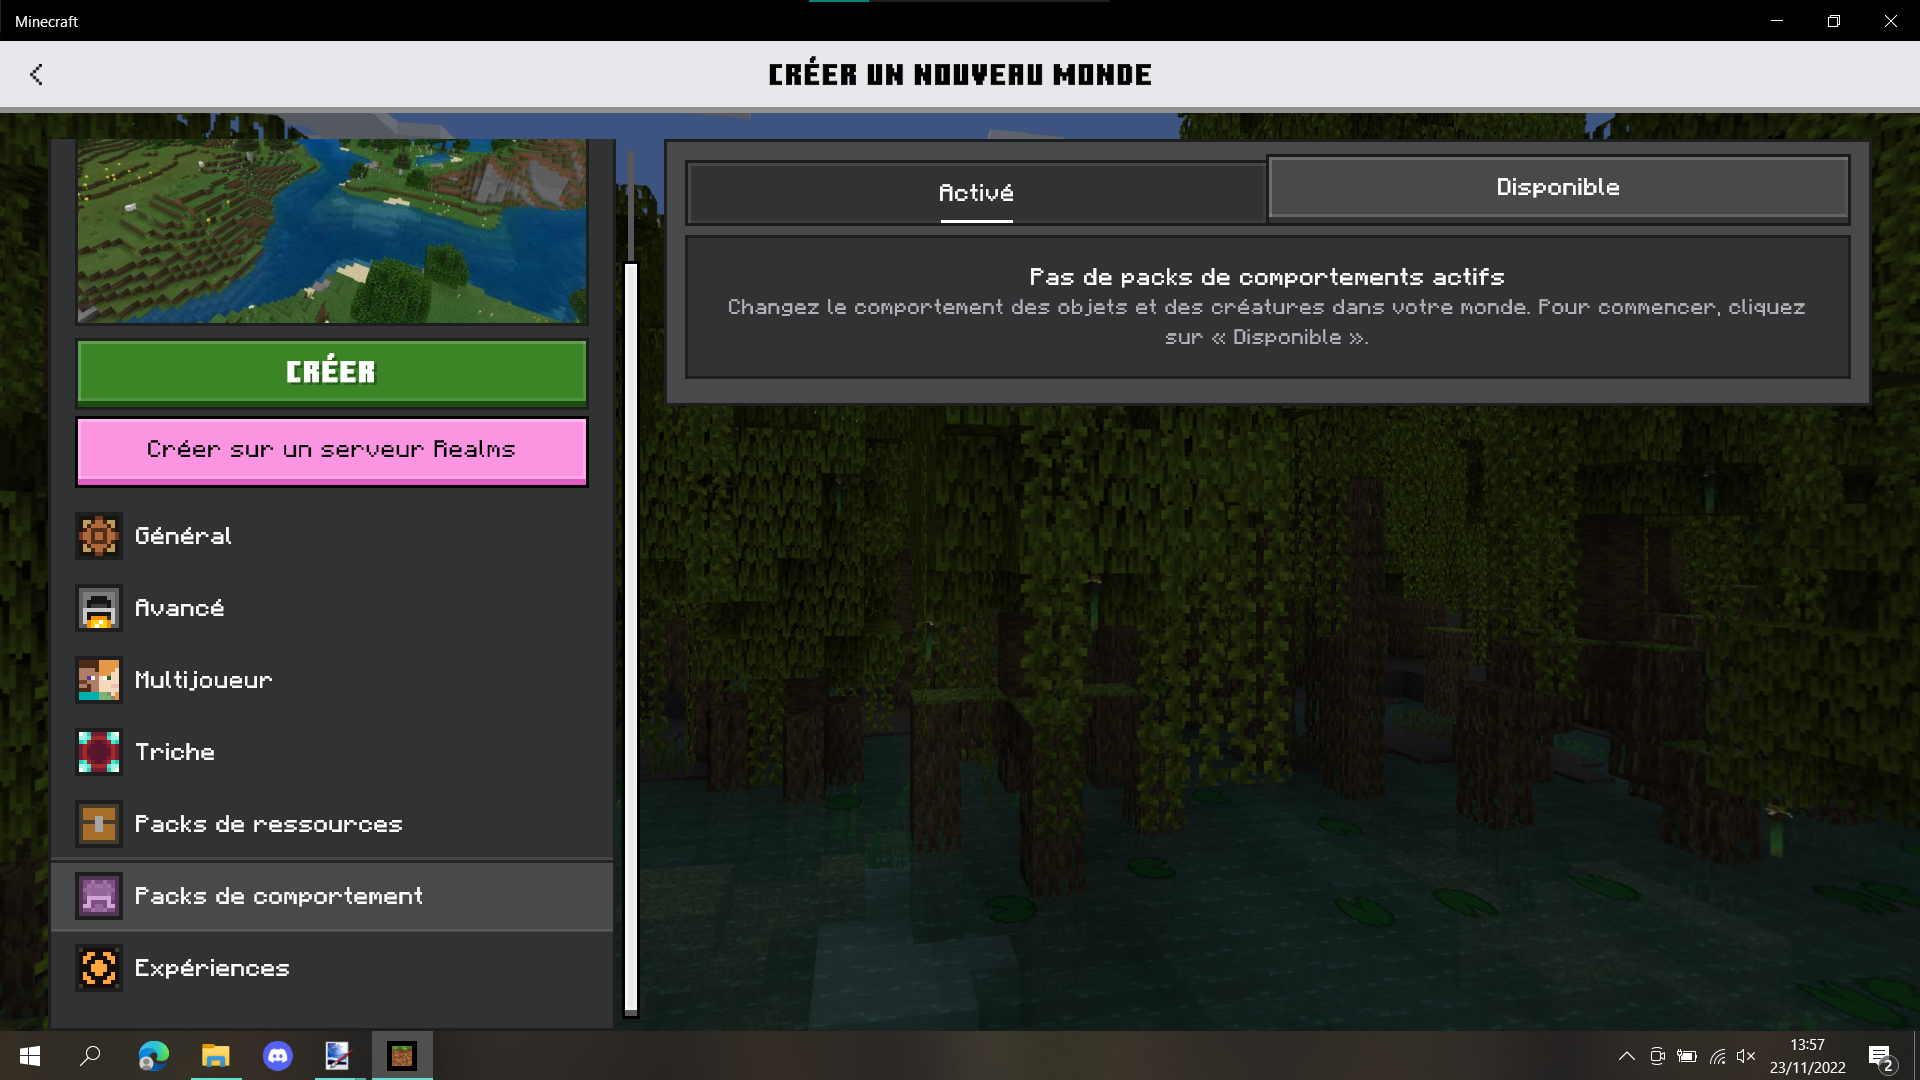 Minecraft
CRÉER UN NOUVEAU MONDE
CRÉER
Créer sur un serveur Realms
Général
Avancé
Multijoueur
Triche
Packs de ressources
Packs de comportement
Expériences
Activé
Disponible
Pas de packs de comportements actifs
Changez le comportement des objets et des créatures dans votre monde. Pour commencer, cliquez
sur « Disponible ».
13:57
23/11/2022
2